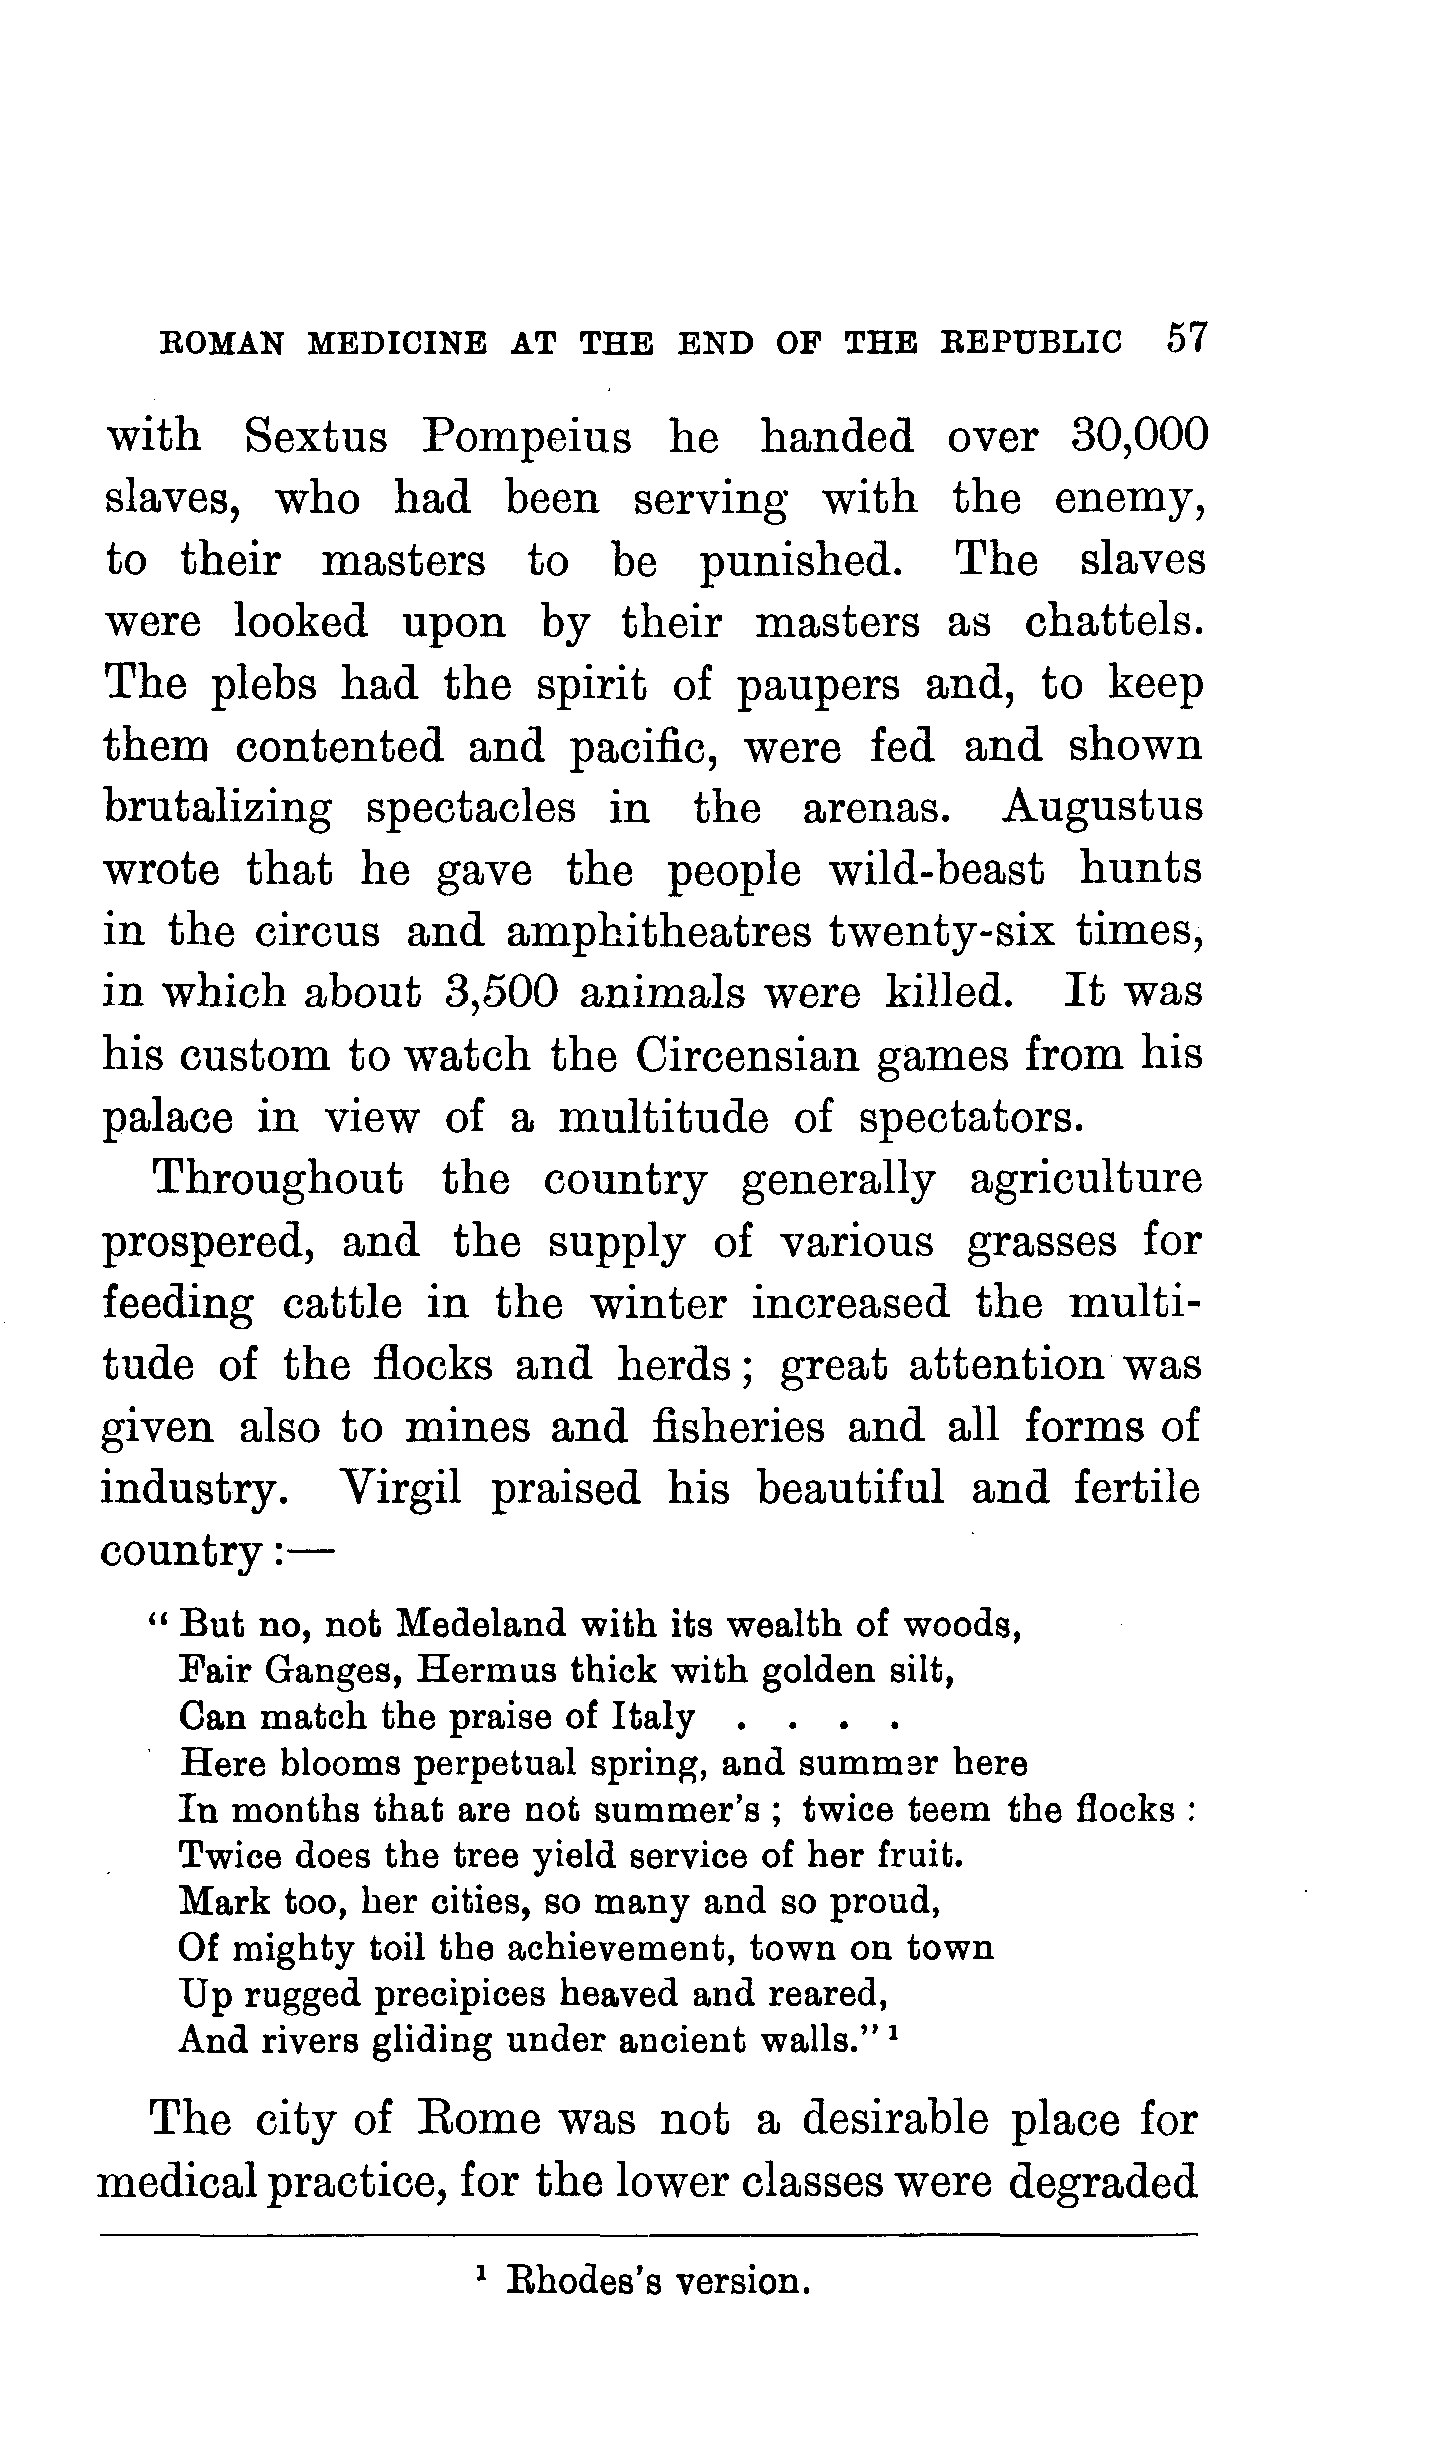 ROMAN MEDICINE AT THE END OF THE REPUBLIC 57
with Sextus Pompeius he handed over 30,000
slaves, who had been serving with the enemy,
to their masters to be punished. The slaves
were looked upon by their masters as chattels.
The plebs had the spirit of paupers and, to keep
them contented and pacific, were fed and shown
brutalizing spectacles in the arenas. Augustus
wrote that he gave the people wild-beast hunts
in the circus and amphitheatres twenty-six times,
in which about 3,500 animals were killed. It was
his custom to watch the Circensian games from his
palace in view of a multitude of spectators.
Throughout the country generally agriculture
prospered, and the supply of various grasses for
feeding cattle in the winter increased the multi-
tude of the flocks and herds; great attention was
given also to mines and fisheries and all forms of
industry. Virgil praised his beautiful and fertile
country:—
"But no, not Medeland with its wealth of woods,
Fair Ganges, Hermus thick with golden silt,
Can match the praise of Italy . . . .
Here blooms perpetual spring, and summer here
In months that are not summer's; twice teem the flocks:
Twice does the tree yield service of her fruit.
Mark too, her cities, so many and so proud,
Of mighty toil the achievement, town on town
Up rugged precipices heaved and reared,
And rivers gliding under ancient walls."¹
The city of Rome was not a desirable place for
medical practice, for the lower classes were degraded
¹ Rhodes's version.